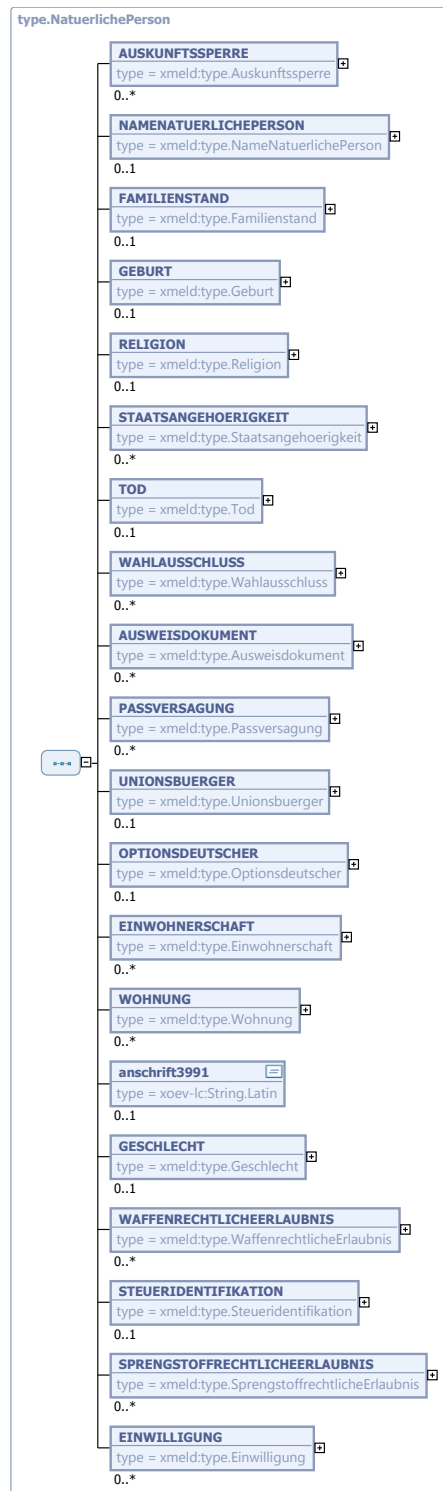 type.NatuerlichePerson
AUSKUNFTSSPERRE
type = xmeld:type.Auskunftssperre
0..*
NAMENATUERLICHEPERSON
type = xmeld:type.NameNatuerlichePerson
0..1
FAMILIENSTAND
type = xmeld:type.Familienstand
0..1
GEBURT
type = xmeld:type.Geburt
0..1
RELIGION
type = xmeld:type.Religion
0..1
STAATSANGEHOERIGKEIT
type = xmeld:type.Staatsangehoerigkeit
0..*
TOD
type = xmeld:type.Tod
0..1
WAHLAUSSCHLUSS
type = xmeld:type.Wahlausschluss
0..*
AUSWEISDOKUMENT
type = xmeld:type.Ausweisdokument
0..*
PASSVERSAGUNG
type = xmeld:type.Passversagung
0..*
UNIONSBUERGER
type = xmeld:type.Unionsbuerger
0..1
OPTIONSDEUTSCHER
type = xmeld:type.Optionsdeutscher
0..1
EINWOHNERSCHAFT
type = xmeld:type.Einwohnerschaft
0..*
WOHNUNG
type = xmeld:type.Wohnung
0..*
anschrift3991
type = xoev-lc:String.Latin
0..1
GESCHLECHT
type = xmeld:type.Geschlecht
0..1
WAFFENRECHTLICHEERLAUBNIS
type = xmeld:type.WaffenrechtlicheErlaubnis
0..*
STEUERIDENTIFIKATION
type = xmeld:type.Steueridentifikation
0..1
SPRENGSTOFFRECHTLICHEERLAUBNIS
type = xmeld:type.SprengstoffrechtlicheErlaubnis
0..*
EINWILLIGUNG
type = xmeld:type.Einwilligung
0..*